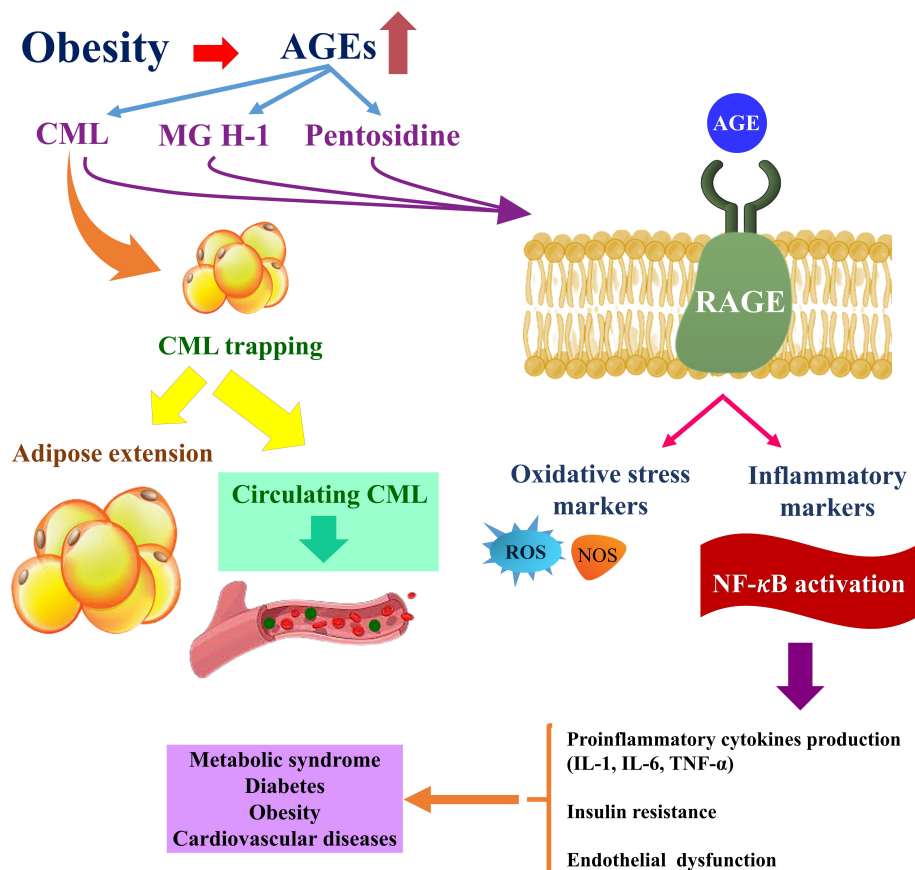 Obesity
AGEs
CML
MG H-1
Pentosidine
AGE
RAGE
CML trapping
Adipose extension
Circulating CML
Oxidative stress
markers
Inflammatory
markers
ROS
NOS
NF-κB activation
Proinflammatory cytokines production
(IL-1, IL-6, TNF-α)
Insulin resistance
Endothelial dysfunction
Metabolic syndrome
Diabetes
Obesity
Cardiovascular diseases